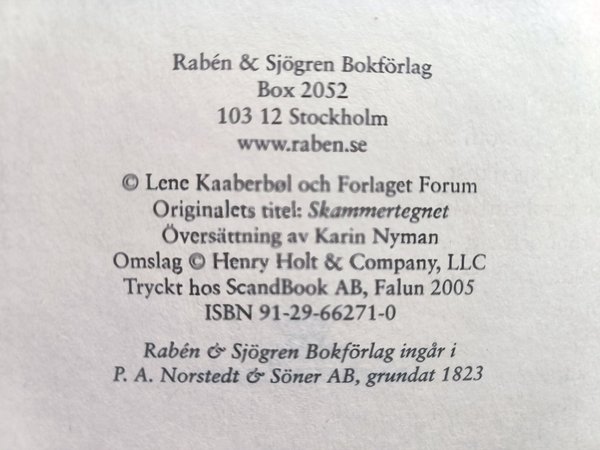 Rabén & Sjögren Bokförlag
Box 2052
103 12 Stockholm
www.raben.se
© Lene Kaaberbøl och Forlaget Forum
Originalets titel: Skammertegnet
Översättning av Karin Nyman
Omslag © Henry Holt & Company, LLC
Tryckt hos ScandBook AB, Falun 2005
ISBN 91-29-66271-0
Rabén & Sjögren Bokförlag ingår i
P. A. Norstedt & Söner AB, grundat 1823